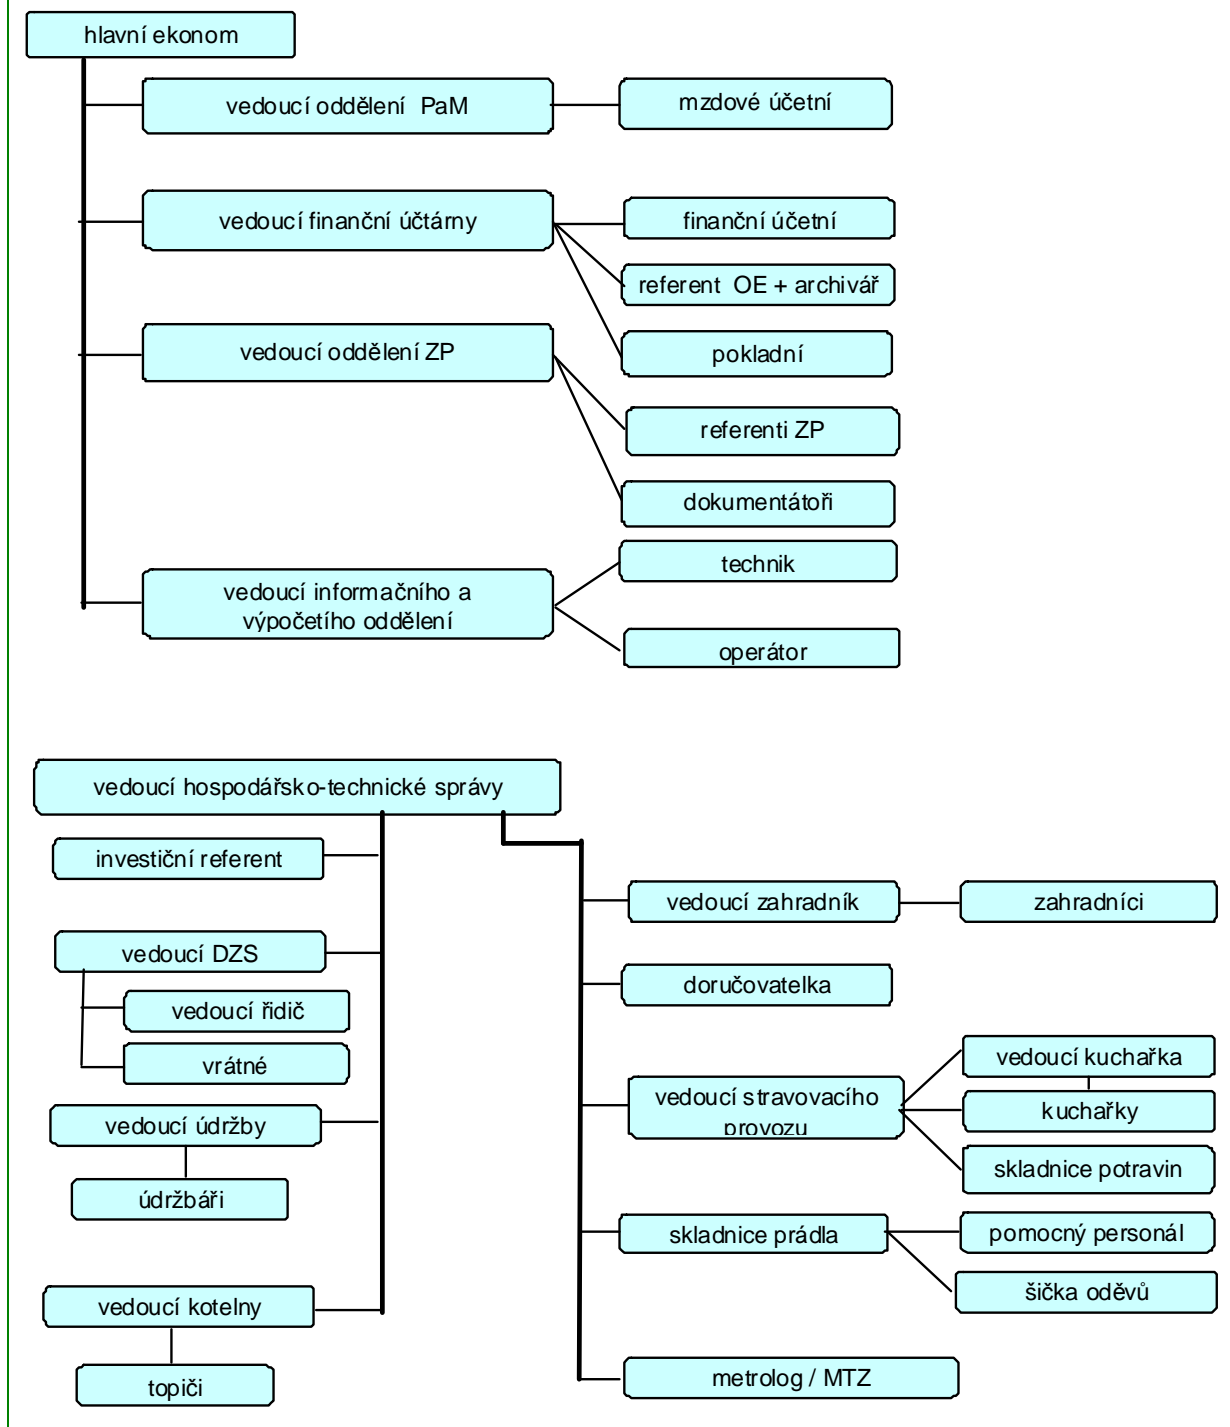 hlavní ekonom
vedoucí oddělení PaM
mzdové účetní
vedoucí finanční účtárny
finanční účetní
referent OE + archivář
pokladní
vedoucí oddělení ZP
referenti ZP
dokumentátoři
vedoucí informačního a
výpočetího oddělení
technik
operátor
vedoucí hospodářsko-technické správy
investiční referent
vedoucí DZS
vedoucí řidič
vrátné
vedoucí údržby
údržbáři
vedoucí kotelny
topiči
vedoucí zahradník
zahradníci
doručovatelka
vedoucí stravovacího
provozu
vedoucí kuchařka
kuchařky
skladnice potravin
skladnice prádla
pomocný personál
šička oděvů
metrolog / MTZ